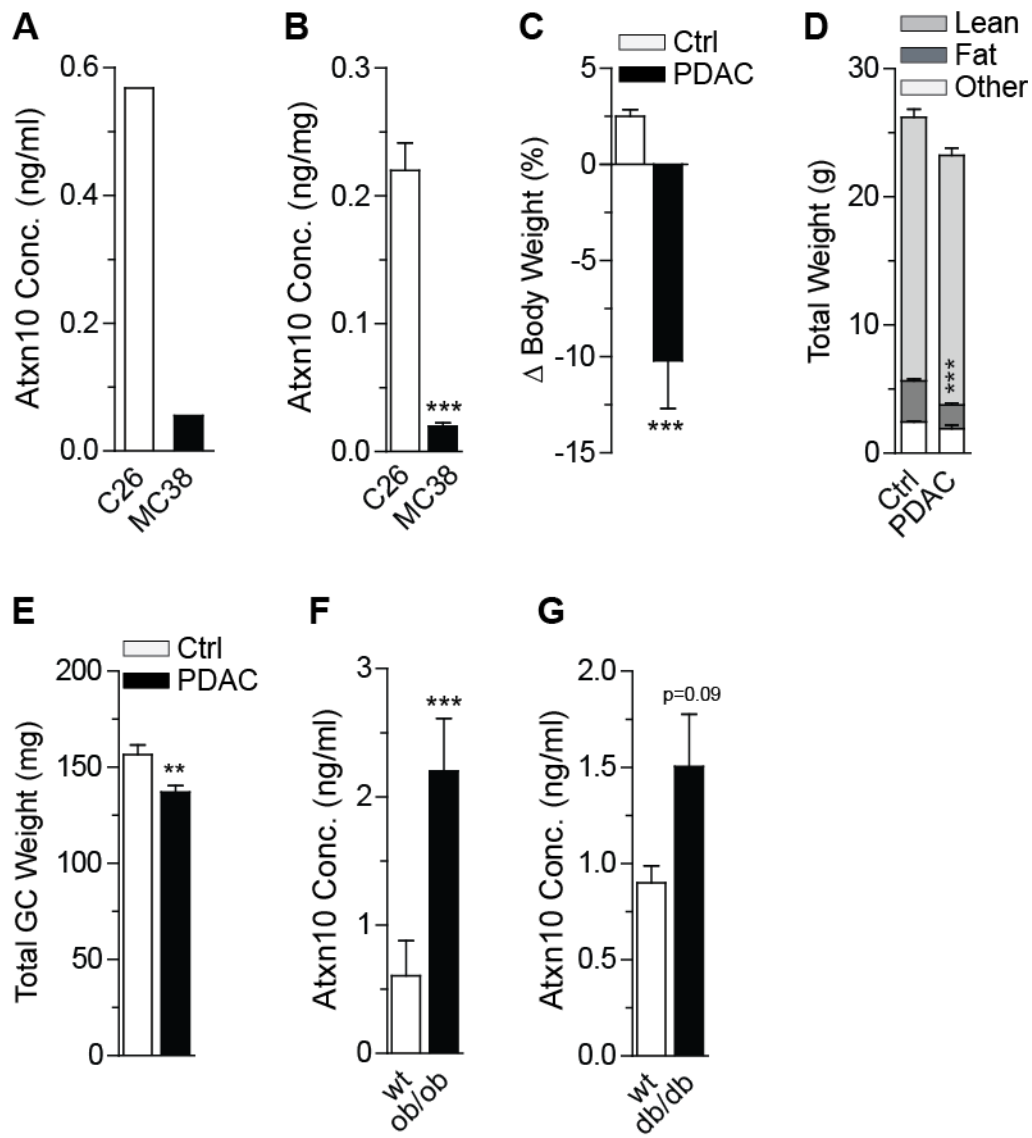 A
Atxn10 Conc. (ng/ml)
0.6
0.4
0.2
0.0
C26
MC38
B
Atxn10 Conc. (ng/mg)
0.3
0.2
0.1
0.0
***
C26
MC38
C
Ctrl
PDAC
Δ Body Weight (%)
5
0
-5
-10
-15
***
D
Lean
Fat
Other
Total Weight (g)
30
15
0
***
Ctrl
PDAC
E
Ctrl
PDAC
Total GC Weight (mg)
200
150
100
50
0
**
F
Atxn10 Conc. (ng/ml)
3
2
1
0
***
wt
ob/ob
G
Atxn10 Conc. (ng/ml)
2.0
1.5
1.0
0.5
0.0
p=0.09
wt
db/db